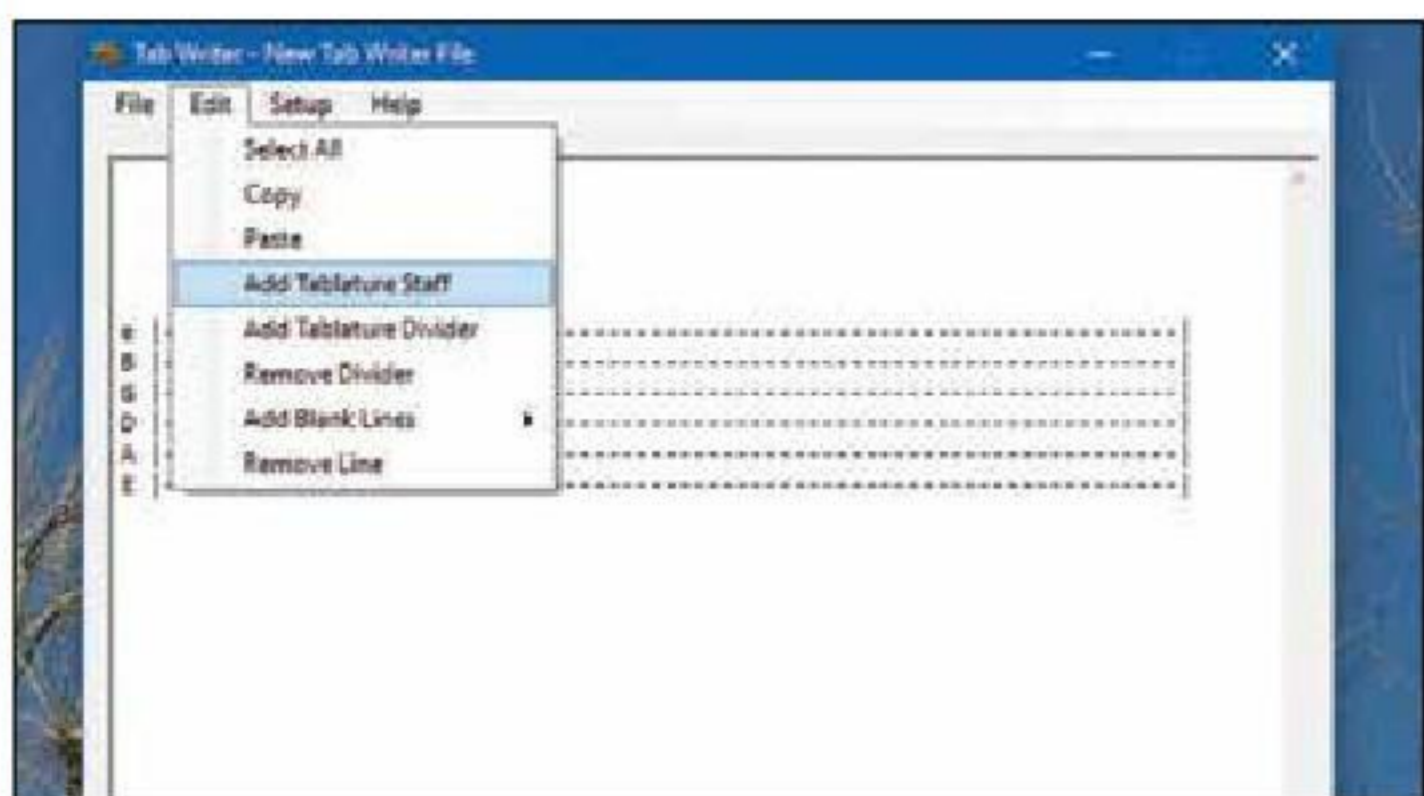 Tab Writer - New Tab Writer File
File Edit Setup Help
Select All
Copy
Paste
Add Tablature Staff
Add Tablature Divider
Remove Divider
Add Blank Lines
Remove Line
e
B
G
D
A
E